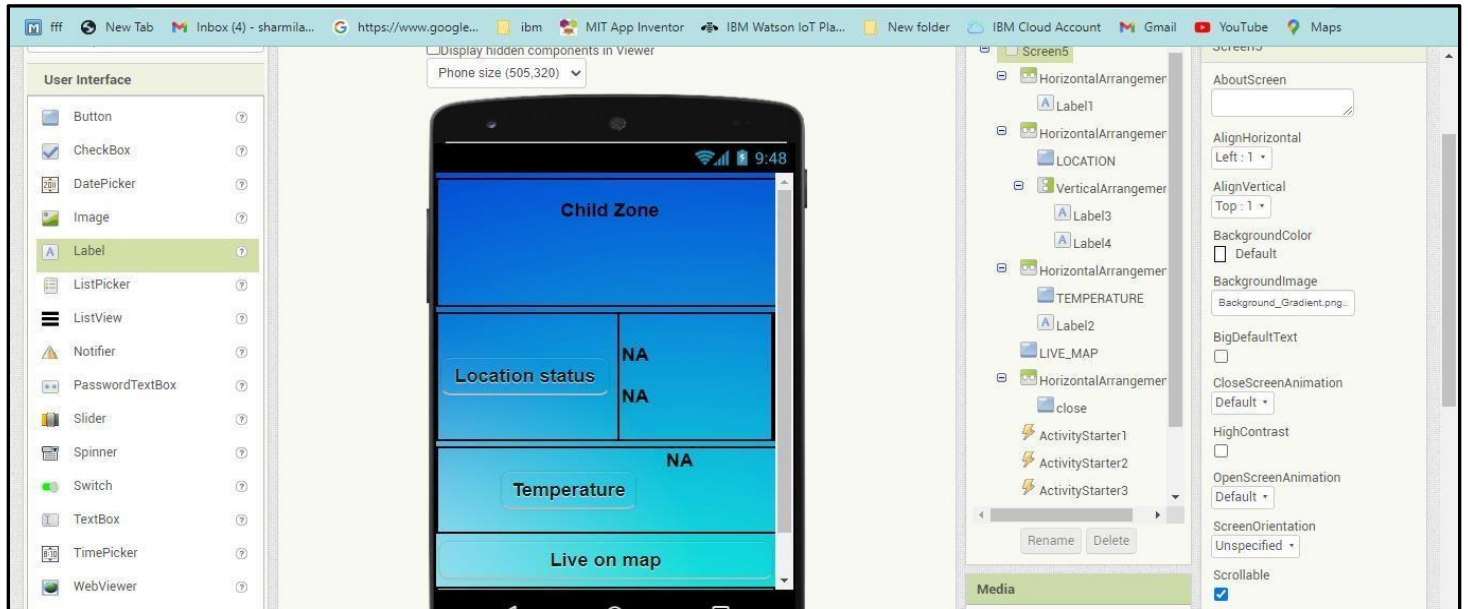 fff New Tab Inbox (4) - sharmila... https://www.google... ibm MIT App Inventor IBM Watson IoT Pla... New folder IBM Cloud Account Gmail YouTube Maps
User Interface
Button
CheckBox
DatePicker
Image
Label
ListPicker
ListView
Notifier
PasswordTextBox
Slider
Spinner
Switch
TextBox
TimePicker
WebViewer
Display hidden components in Viewer
Phone size (505,320)
9:48
Child Zone
Location status
NA
NA
NA
Temperature
Live on map
Screen5
HorizontalArrangemer
Label1
HorizontalArrangemer
LOCATION
VerticalArrangemer
Label3
Label4
HorizontalArrangemer
TEMPERATURE
Label2
LIVE_MAP
HorizontalArrangemer
close
ActivityStarter1
ActivityStarter2
ActivityStarter3
Rename Delete
Media
Screen5
AboutScreen
AlignHorizontal
Left : 1
AlignVertical
Top : 1
BackgroundColor
Default
BackgroundImage
Background_Gradient.png...
BigDefaultText
CloseScreenAnimation
Default
HighContrast
OpenScreenAnimation
Default
ScreenOrientation
Unspecified
Scrollable